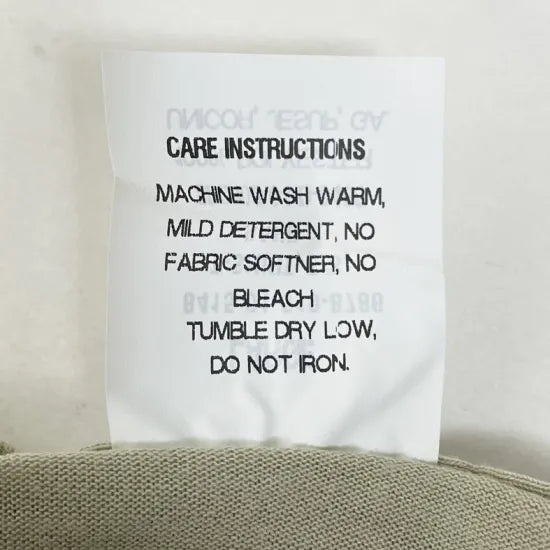 CARE INSTRUCTIONS
MACHINE WASH WARM,
MILD DETERGENT, NO
FABRIC SOFTNER, NO
BLEACH
TUMBLE DRY LOW,
DO NOT IRON.